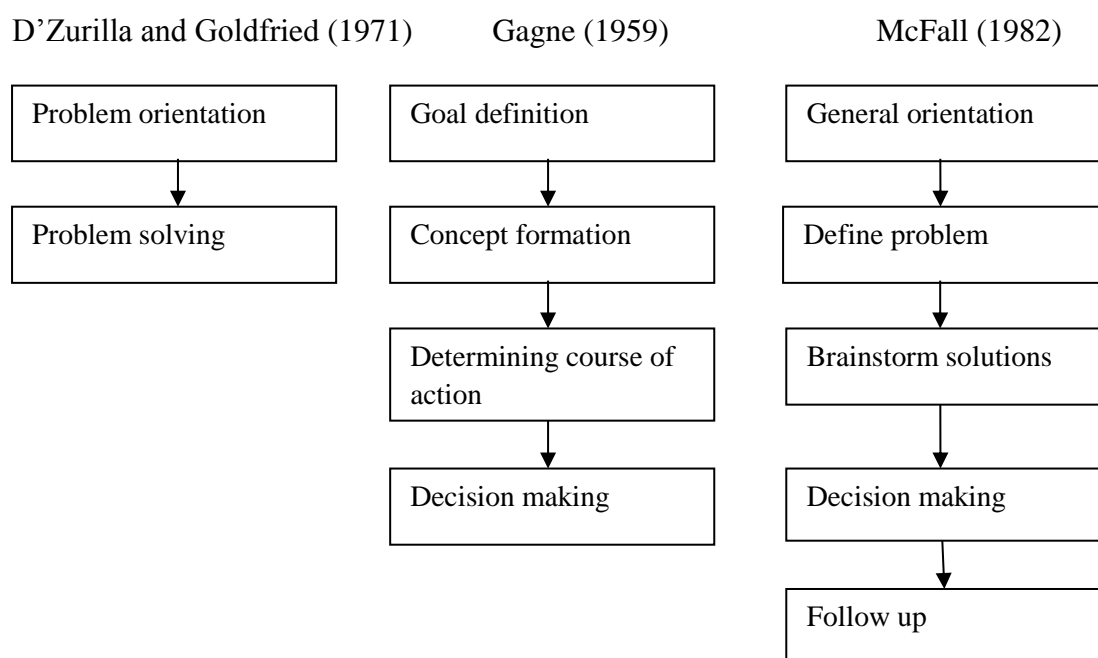 D’Zurilla and Goldfried (1971)
Gagne (1959)
McFall (1982)
Problem orientation
Problem solving
Goal definition
Concept formation
Determining course of
action
Decision making
General orientation
Define problem
Brainstorm solutions
Decision making
Follow up